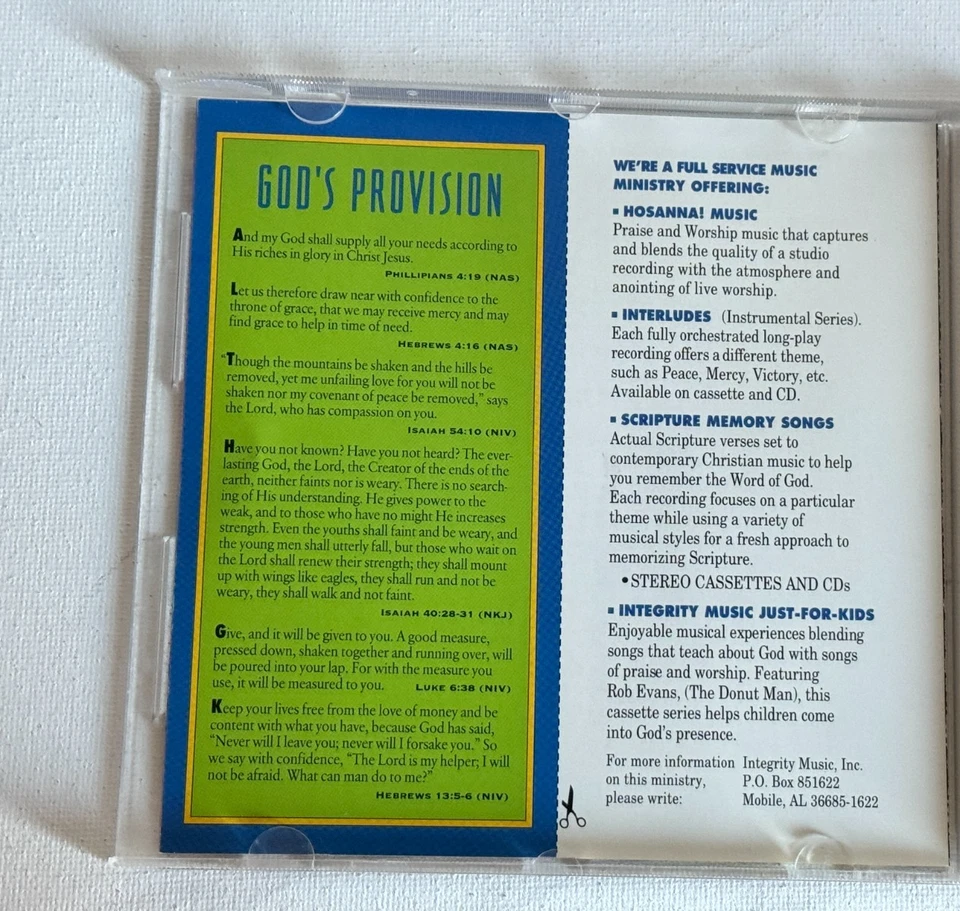 GOD'S PROVISION
And my God shall supply all your needs according to
His riches in glory in Christ Jesus.
PHILLIPIANS 4:19 (NAS)
Let us therefore draw near with confidence to the
throne of grace, that we may receive mercy and may
find grace to help in time of need.
HEBREWS 4:16 (NAS)
"Though the mountains be shaken and the hills be
removed, yet me unfailing love for you will not be
shaken nor my covenant of peace be removed," says
the Lord, who has compassion on you.
ISAIAH 54:10 (NIV)
Have you not known? Have you not heard? The ever-
lasting God, the Lord, the Creator of the ends of the
earth, neither faints nor is weary. There is no search-
ing of His understanding. He gives power to the
weak, and to those who have no might He increases
strength. Even the youths shall faint and be weary, and
the young men shall utterly fall, but those who wait on
the Lord shall renew their strength; they shall mount
up with wings like eagles, they shall run and not be
weary, they shall walk and not faint.
ISAIAH 40:28-31 (NKJ)
Give, and it will be given to you. A good measure,
pressed down, shaken together and running over, will
be poured into your lap. For with the measure you
use, it will be measured to you. LUKE 6:38 (NIV)
Keep your lives free from the love of money and be
content with what you have, because God has said,
"Never will I leave you; never will I forsake you." So
we say with confidence, "The Lord is my helper; I will
not be afraid. What can man do to me?"
HEBREWS 13:5-6 (NIV)
WE'RE A FULL SERVICE MUSIC
MINISTRY OFFERING:
▪ HOSANNA! MUSIC
Praise and Worship music that captures
and blends the quality of a studio
recording with the atmosphere and
anointing of live worship.
▪ INTERLUDES (Instrumental Series).
Each fully orchestrated long-play
recording offers a different theme,
such as Peace, Mercy, Victory, etc.
Available on cassette and CD.
▪ SCRIPTURE MEMORY SONGS
Actual Scripture verses set to
contemporary Christian music to help
you remember the Word of God.
Each recording focuses on a particular
theme while using a variety of
musical styles for a fresh approach to
memorizing Scripture.
• STEREO CASSETTES AND CDs
▪ INTEGRITY MUSIC JUST-FOR-KIDS
Enjoyable musical experiences blending
songs that teach about God with songs
of praise and worship. Featuring
Rob Evans, (The Donut Man), this
cassette series helps children come
into God's presence.
For more information Integrity Music, Inc.
on this ministry, P.O. Box 851622
please write: Mobile, AL 36685-1622